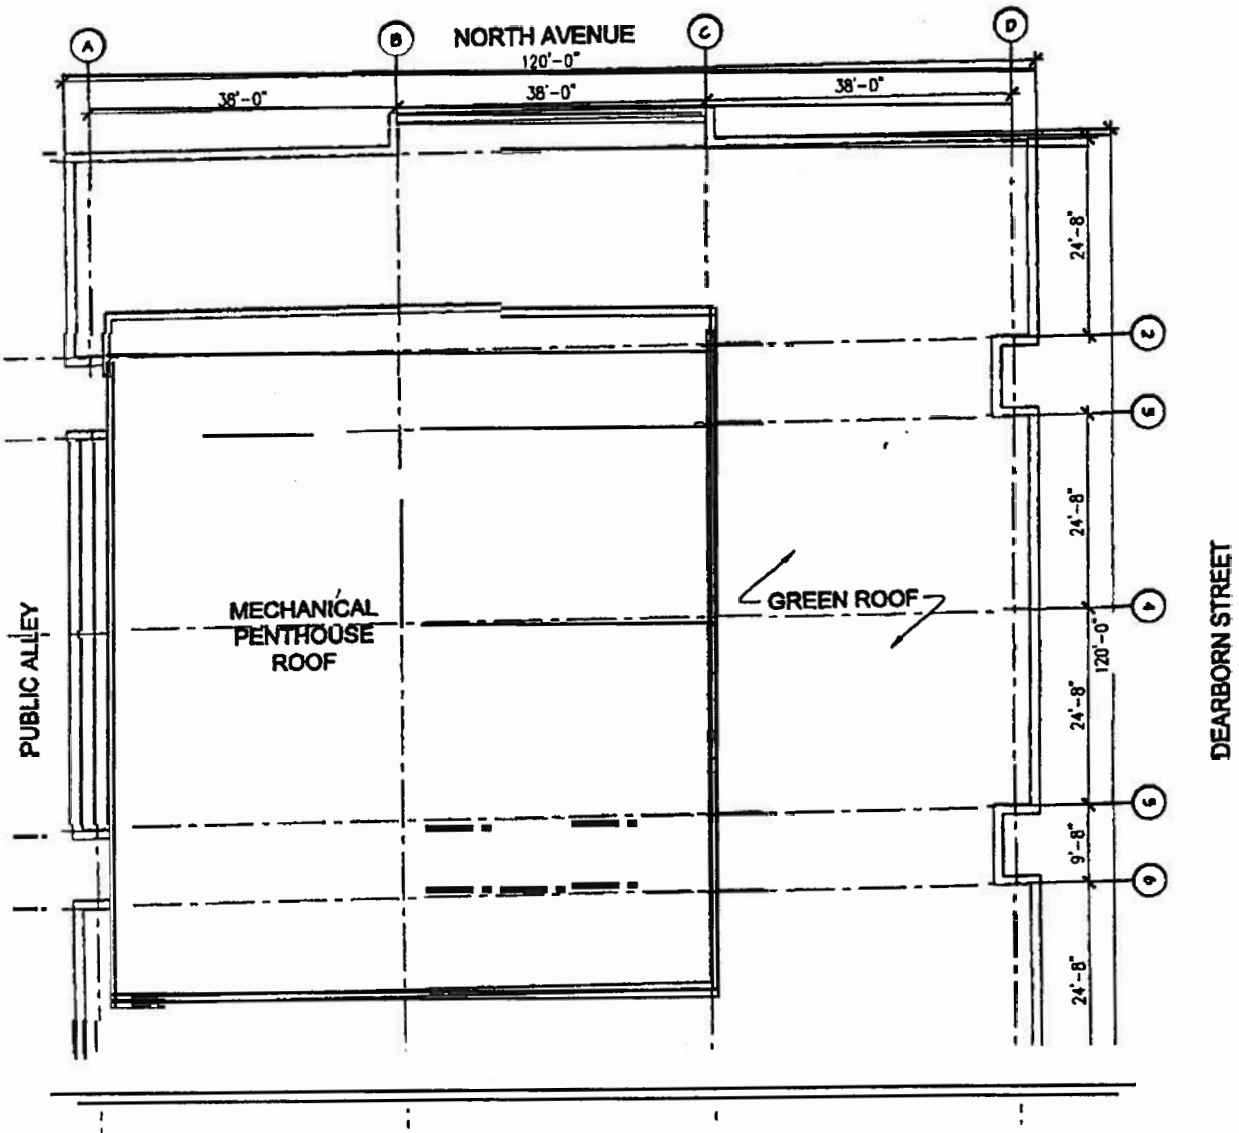 A
B
C
D
NORTH AVENUE
120'-0"
38'-0"
38'-0"
38'-0"
24'-8"
2
3
24'-8"
MECHANICAL
PENTHOUSE
ROOF
GREEN ROOF
4
120'-0"
PUBLIC ALLEY
DEARBORN STREET
24'-8"
5
9'-8"
6
24'-8"